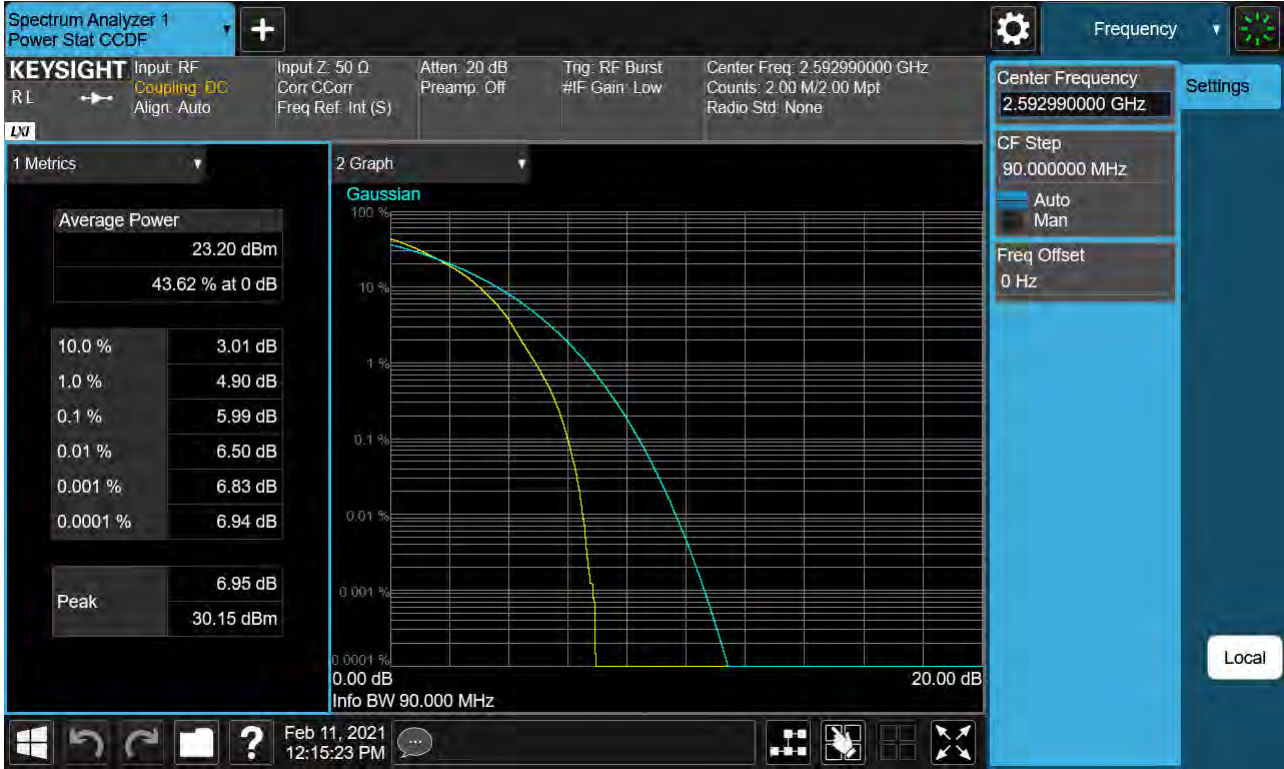 Spectrum Analyzer 1
Power Stat CCDF
Frequency
KEYSIGHT
RL
LXI
Input: RF
Coupling: DC
Align: Auto
Input Z: 50 Ω
Corr CCorr
Freq Ref: Int (S)
Atten: 20 dB
Preamp: Off
Trig: RF Burst
#IF Gain: Low
Center Freq: 2.592990000 GHz
Counts: 2.00 M/2.00 Mpt
Radio Std: None
Center Frequency
2.592990000 GHz
Settings
CF Step
90.000000 MHz
Auto
Man
Freq Offset
0 Hz
1 Metrics
Average Power
23.20 dBm
43.62 % at 0 dB
10.0 % 3.01 dB
1.0 % 4.90 dB
0.1 % 5.99 dB
0.01 % 6.50 dB
0.001 % 6.83 dB
0.0001 % 6.94 dB
Peak
6.95 dB
30.15 dBm
2 Graph
Gaussian
100 %
10 %
1 %
0.1 %
0.01 %
0.001 %
0.0001 %
0.00 dB 20.00 dB
Info BW 90.000 MHz
Local
?
Feb 11, 2021
12:15:23 PM